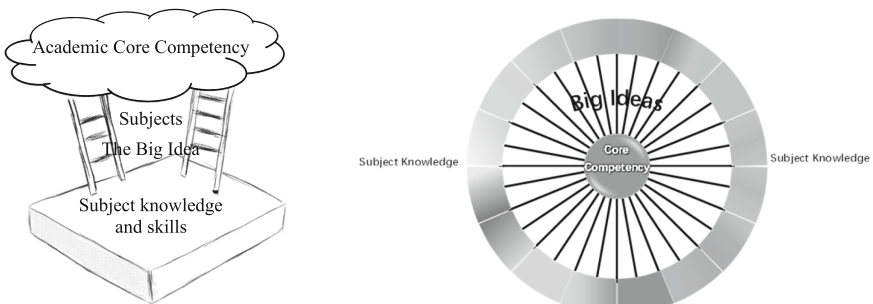 Academic Core Competency
Subjects
The Big Idea
Subject knowledge
and skills
Big Ideas
Core
Competency
Subject Knowledge
Subject Knowledge